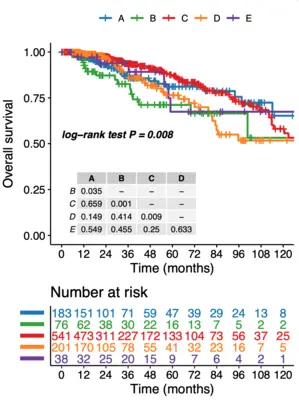 A B C D E
Overall survival
1.00
0.75
0.50
0.25
0.00
log−rank test P = 0.008
A B C D
B 0.035 − − −
C 0.659 0.001 − −
D 0.149 0.414 0.009 −
E 0.549 0.455 0.25 0.633
0 12 24 36 48 60 72 84 96 108 120
Time (months)
Number at risk
183 151 101 71 59 47 39 29 24 13 8
76 62 38 30 22 16 13 7 5 2 2
541 473 311 227 172 133 104 73 56 37 25
201 170 105 78 55 41 32 23 16 7 5
38 32 25 20 15 9 7 6 4 2 1
0 12 24 36 48 60 72 84 96 108 120
Time (months)